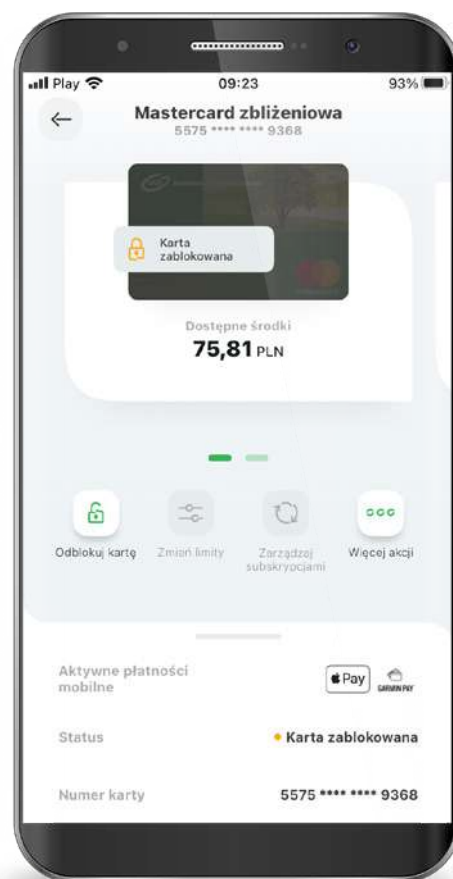 Play 09:23 93%
Mastercard zbliżeniowa
5575 **** **** 9368
Karta
zablokowana
Dostępne środki
75,81 PLN
Odblokuj kartę Zmień limity Zarządzaj subskrypcjami Więcej akcji
Aktywne płatności
mobilne
Pay GARMIN PAY
Status Karta zablokowana
Numer karty 5575 **** **** 9368